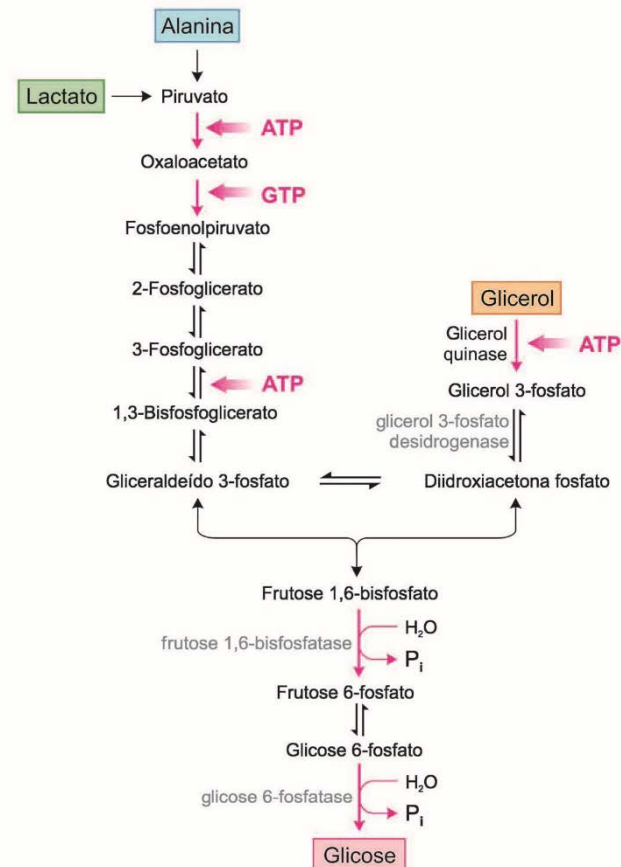 Alanina
Lactato
Piruvato
ATP
Oxaloacetato
GTP
Fosfoenolpiruvato
2-Fosfoglicerato
3-Fosfoglicerato
ATP
1,3-Bisfosfoglicerato
Gliceraldeído 3-fosfato
Glicerol
Glicerol
quinase
ATP
Glicerol 3-fosfato
glicerol 3-fosfato
desidrogenase
Diidroxiacetona fosfato
Frutose 1,6-bisfosfato
frutose 1,6-bisfosfatase
H₂O
Pᵢ
Frutose 6-fosfato
Glicose 6-fosfato
glicose 6-fosfatase
H₂O
Pᵢ
Glicose